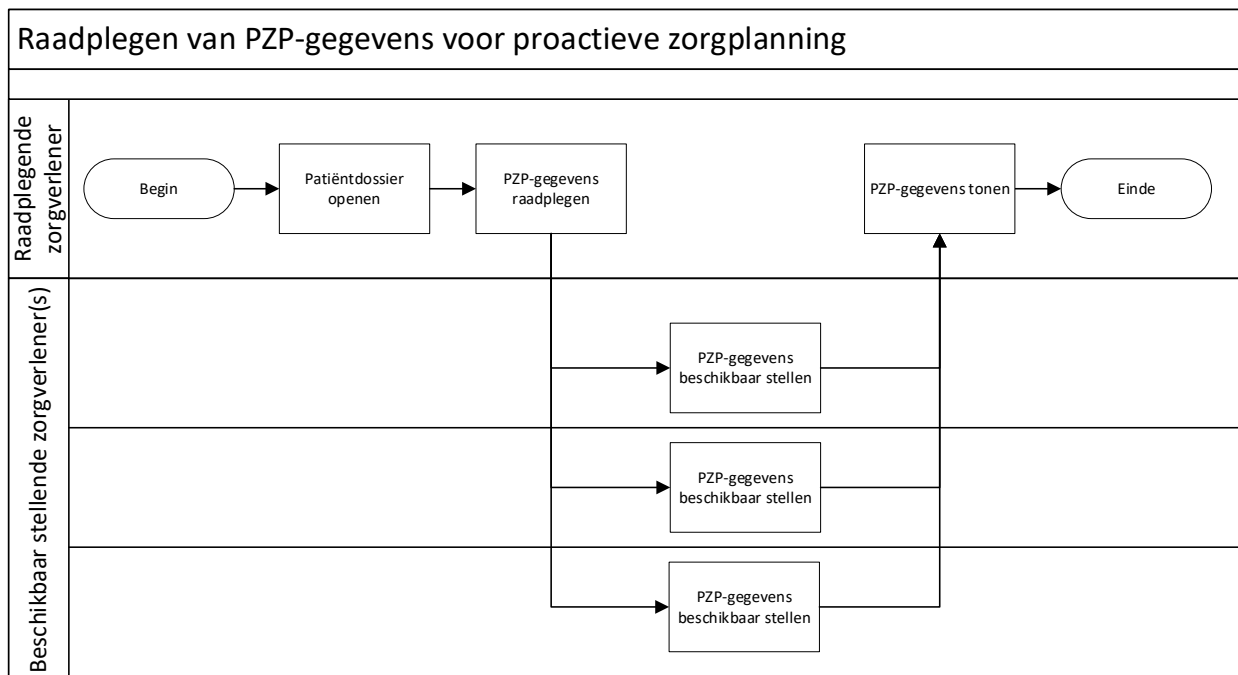 Raadplegen van PZP-gegevens voor proactieve zorgplanning
Raadplegende
zorgverlener
Begin
Patiëntdossier
openen
PZP-gegevens
raadplegen
PZP-gegevens tonen
Einde
Beschikbaar stellende zorgverlener(s)
PZP-gegevens
beschikbaar stellen
PZP-gegevens
beschikbaar stellen
PZP-gegevens
beschikbaar stellen